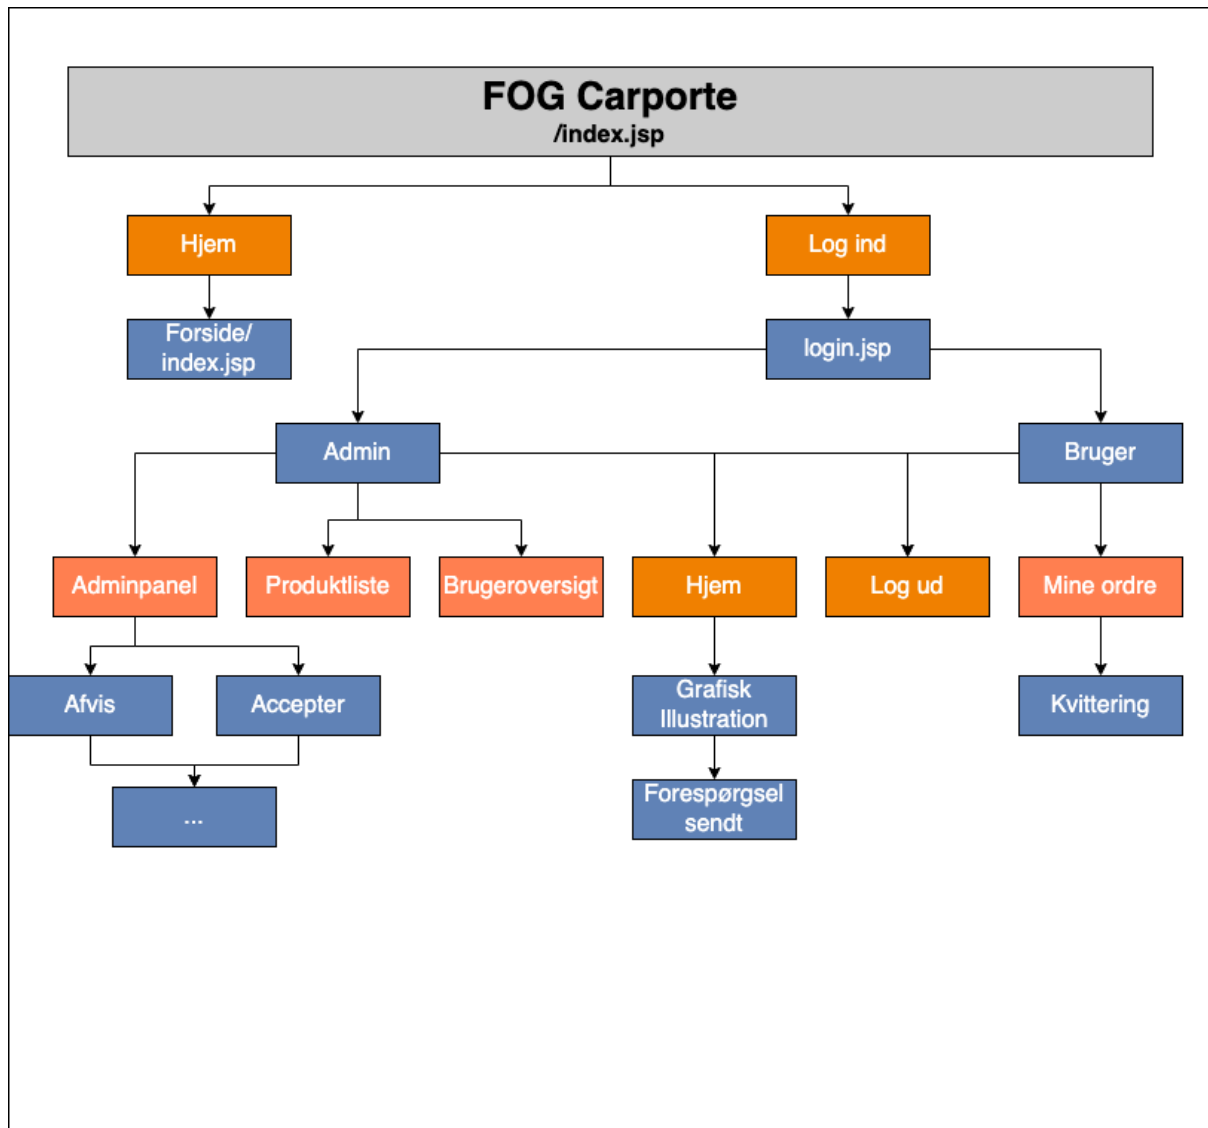 FOG Carporte
/index.jsp
Hjem
Log ind
Forside/
index.jsp
login.jsp
Admin
Bruger
Adminpanel
Produktliste
Brugeroversigt
Hjem
Log ud
Mine ordre
Afvis
Accepter
Grafisk
Illustration
Kvittering
...
Forespørgsel
sendt